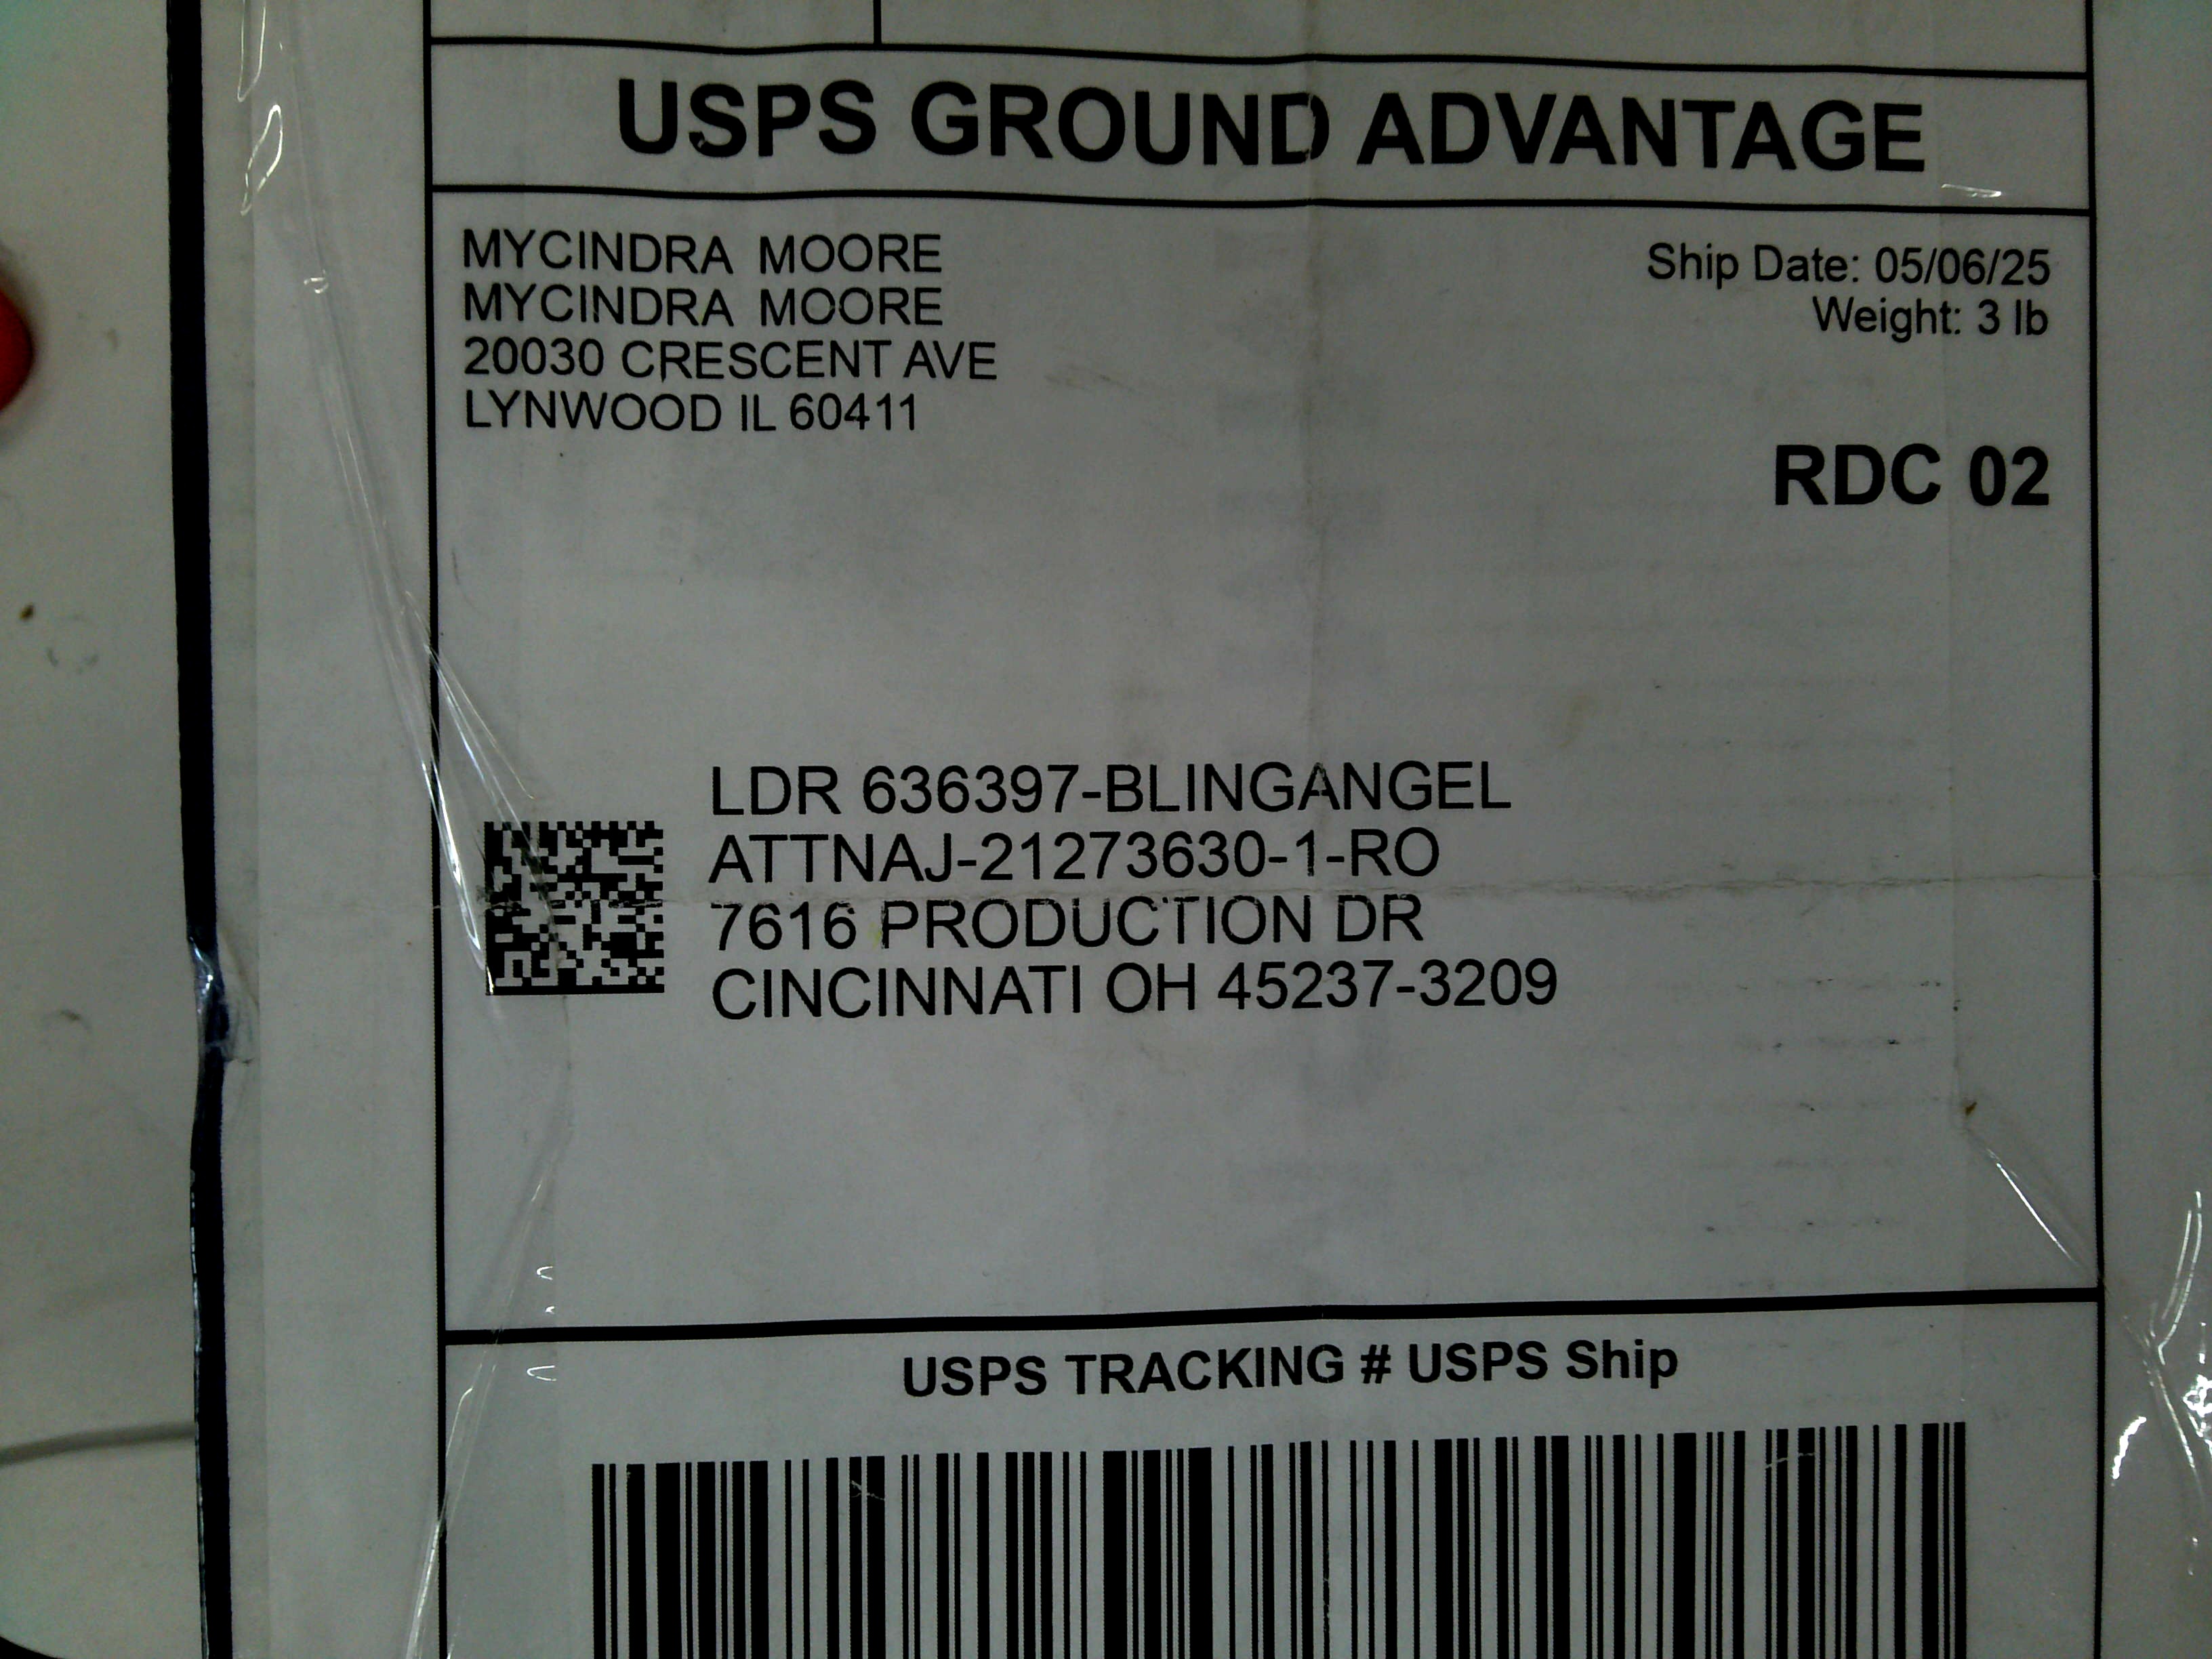 USPS GROUND ADVANTAGE
MYCINDRA MOORE
MYCINDRA MOORE
20030 CRESCENT AVE
LYNWOOD IL 60411
Ship Date: 05/06/25
Weight: 3 lb
RDC 02
LDR 636397-BLINGANGEL
ATTNAJ-21273630-1-RO
7616 PRODUCTION DR
CINCINNATI OH 45237-3209
USPS TRACKING # USPS Ship